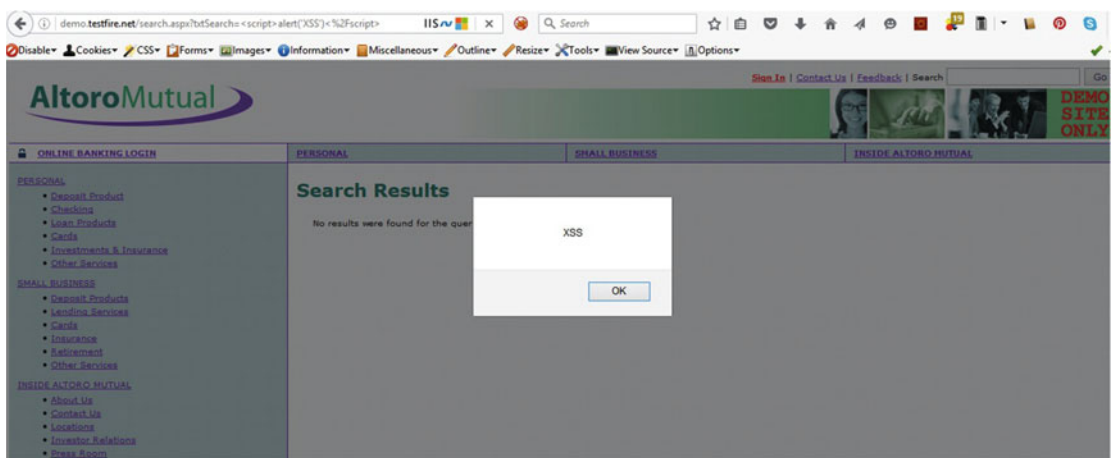 demo.testfire.net/search.aspx?txtSearch=<script>alert('XSS')<%2Fscript>
IIS
Search
19
Disable Cookies CSS Forms Images Information Miscellaneous Outline Resize Tools View Source Options
Sign In | Contact Us | Feedback | Search
Go
AltoroMutual
DEMO
SITE
ONLY
ONLINE BANKING LOGIN
PERSONAL
SMALL BUSINESS
INSIDE ALTORO MUTUAL
PERSONAL
• Deposit Product
• Checking
• Loan Products
• Cards
• Investments & Insurance
• Other Services
SMALL BUSINESS
• Deposit Products
• Lending Services
• Cards
• Insurance
• Retirement
• Other Services
INSIDE ALTORO MUTUAL
• About Us
• Contact Us
• Locations
• Investor Relations
• Press Room
Search Results
No results were found for the quer
XSS
OK